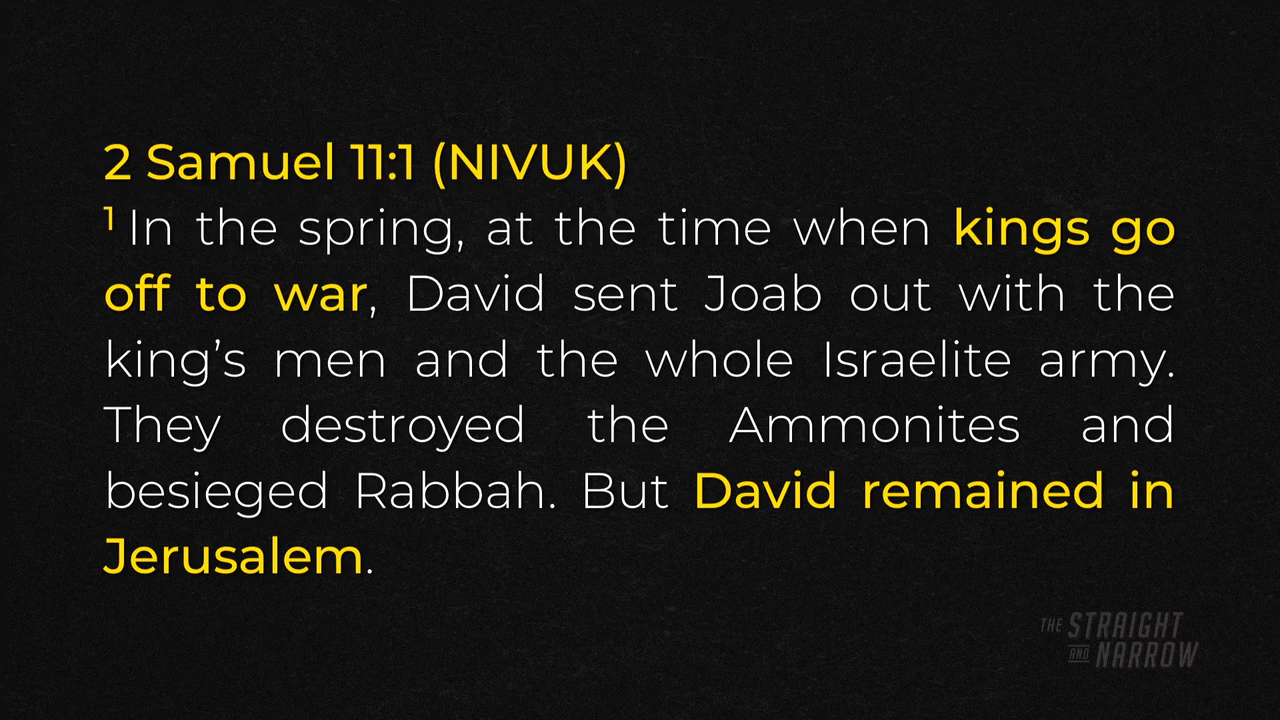 2 Samuel 11:1 (NIVUK)
1 In the spring, at the time when kings go
off to war, David sent Joab out with the
king’s men and the whole Israelite army.
They destroyed the Ammonites and
besieged Rabbah. But David remained in
Jerusalem.
THE STRAIGHT
AND NARROW